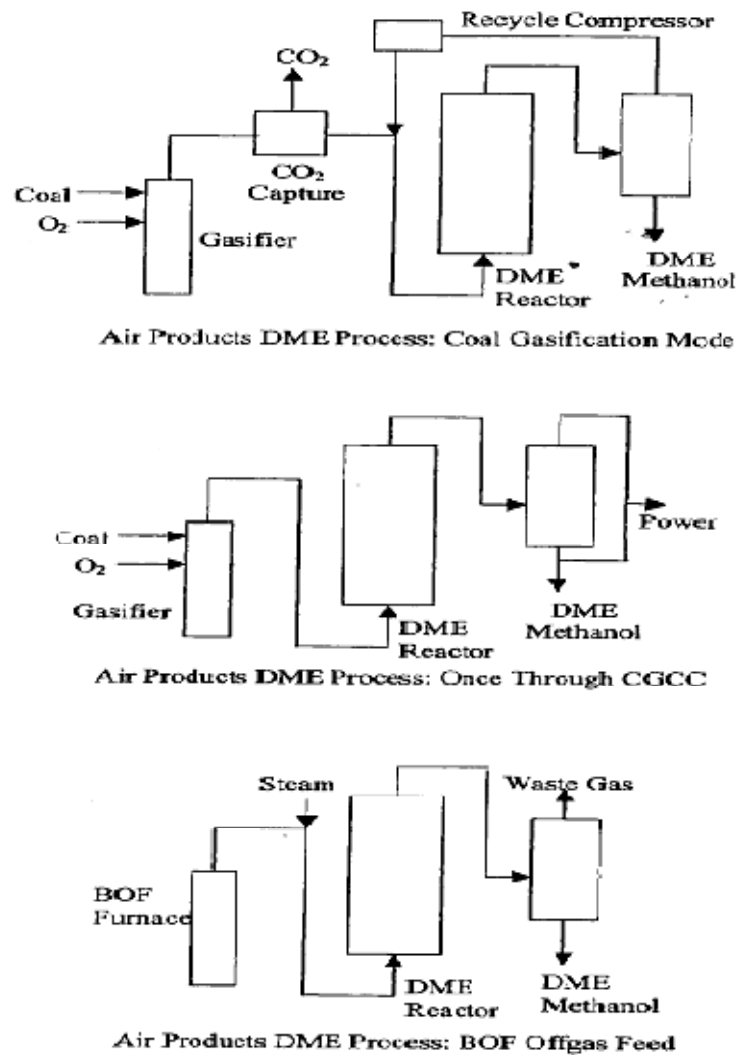 Recycle Compressor
CO₂
CO₂
Capture
Coal
O₂
Gasifier
DME
Reactor
DME
Methanol
Air Products DME Process: Coal Gasification Mode
Coal
O₂
Gasifier
DME
Reactor
Power
DME
Methanol
Air Products DME Process: Once Through CGCC
Steam
Waste Gas
BOF
Furnace
DME
Reactor
DME
Methanol
Air Products DME Process: BOF Offgas Feed